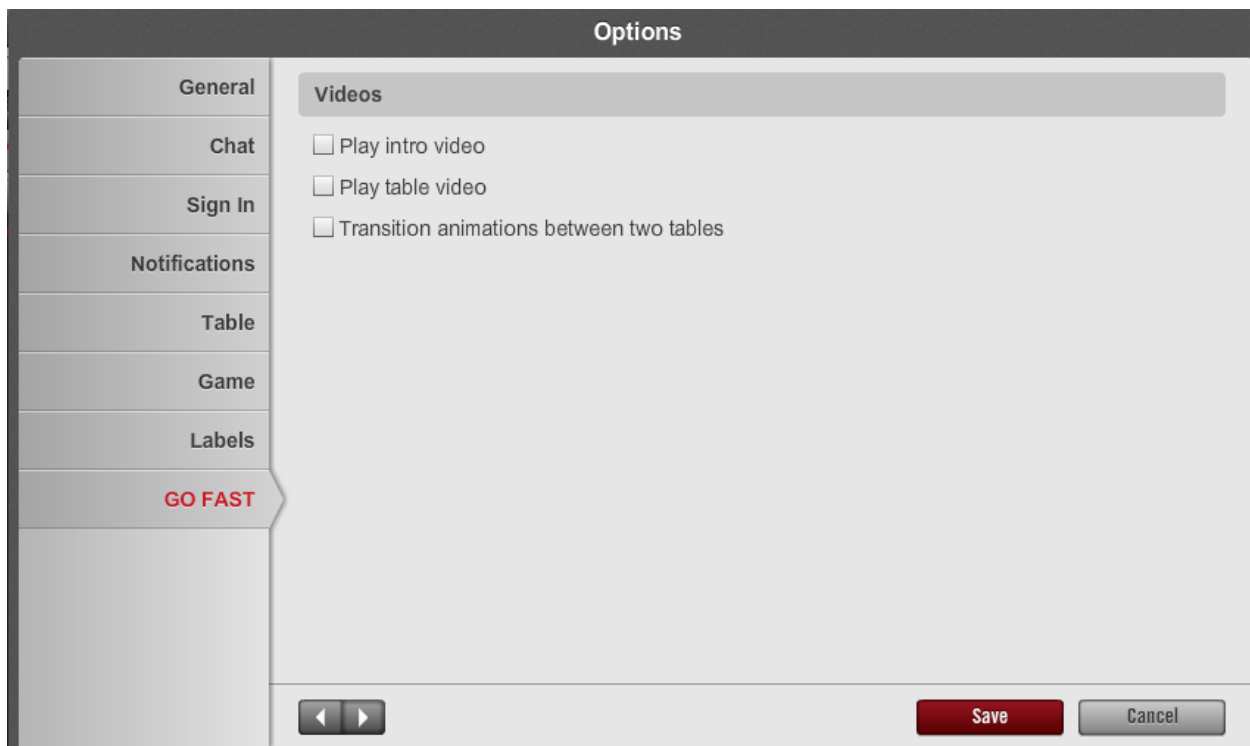 Options
General
Chat
Sign In
Notifications
Table
Game
Labels
GO FAST
Videos
Play intro video
Play table video
Transition animations between two tables
Save
Cancel